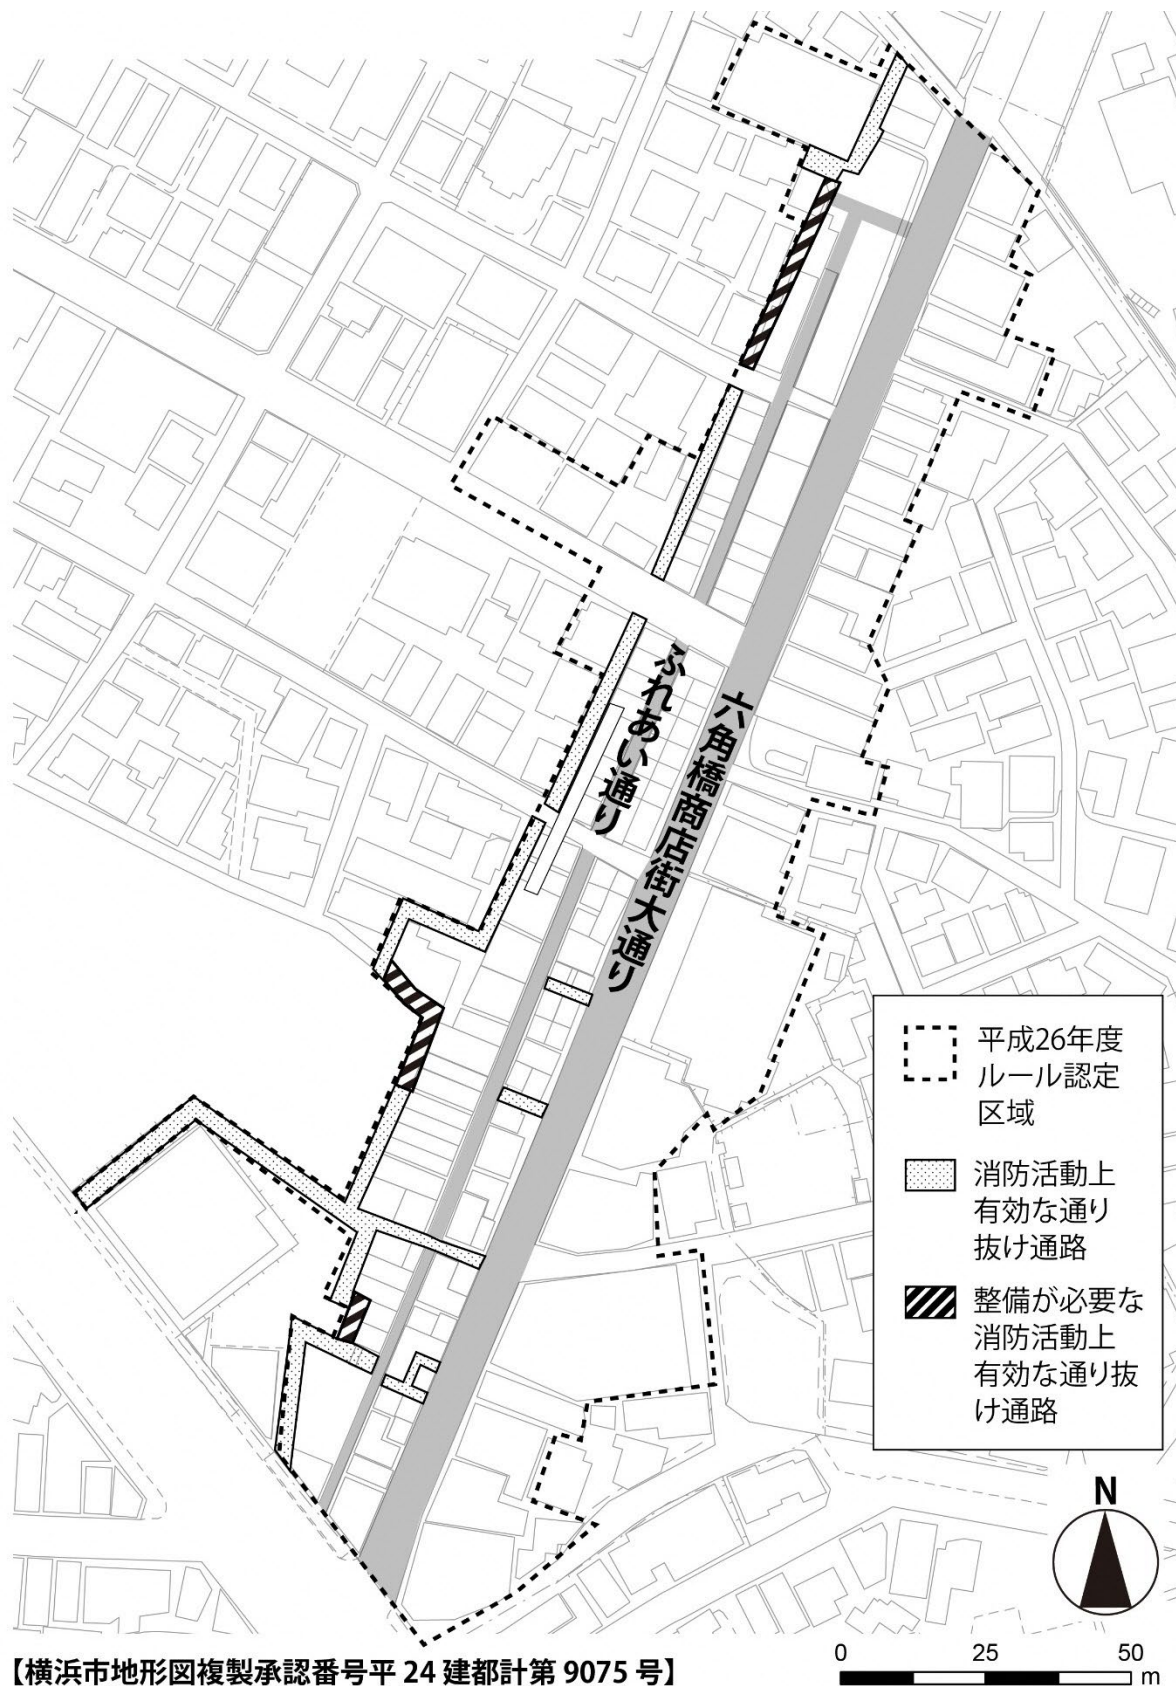 ふれあい通り
六角橋商店街大通り
平成26年度
ルール認定
区域
消防活動上
有効な通り
抜け通路
整備が必要な
消防活動上
有効な通り抜
け通路
N
0 25 50
m
【横浜市地形図複製承認番号平 24 建都計第 9075 号】